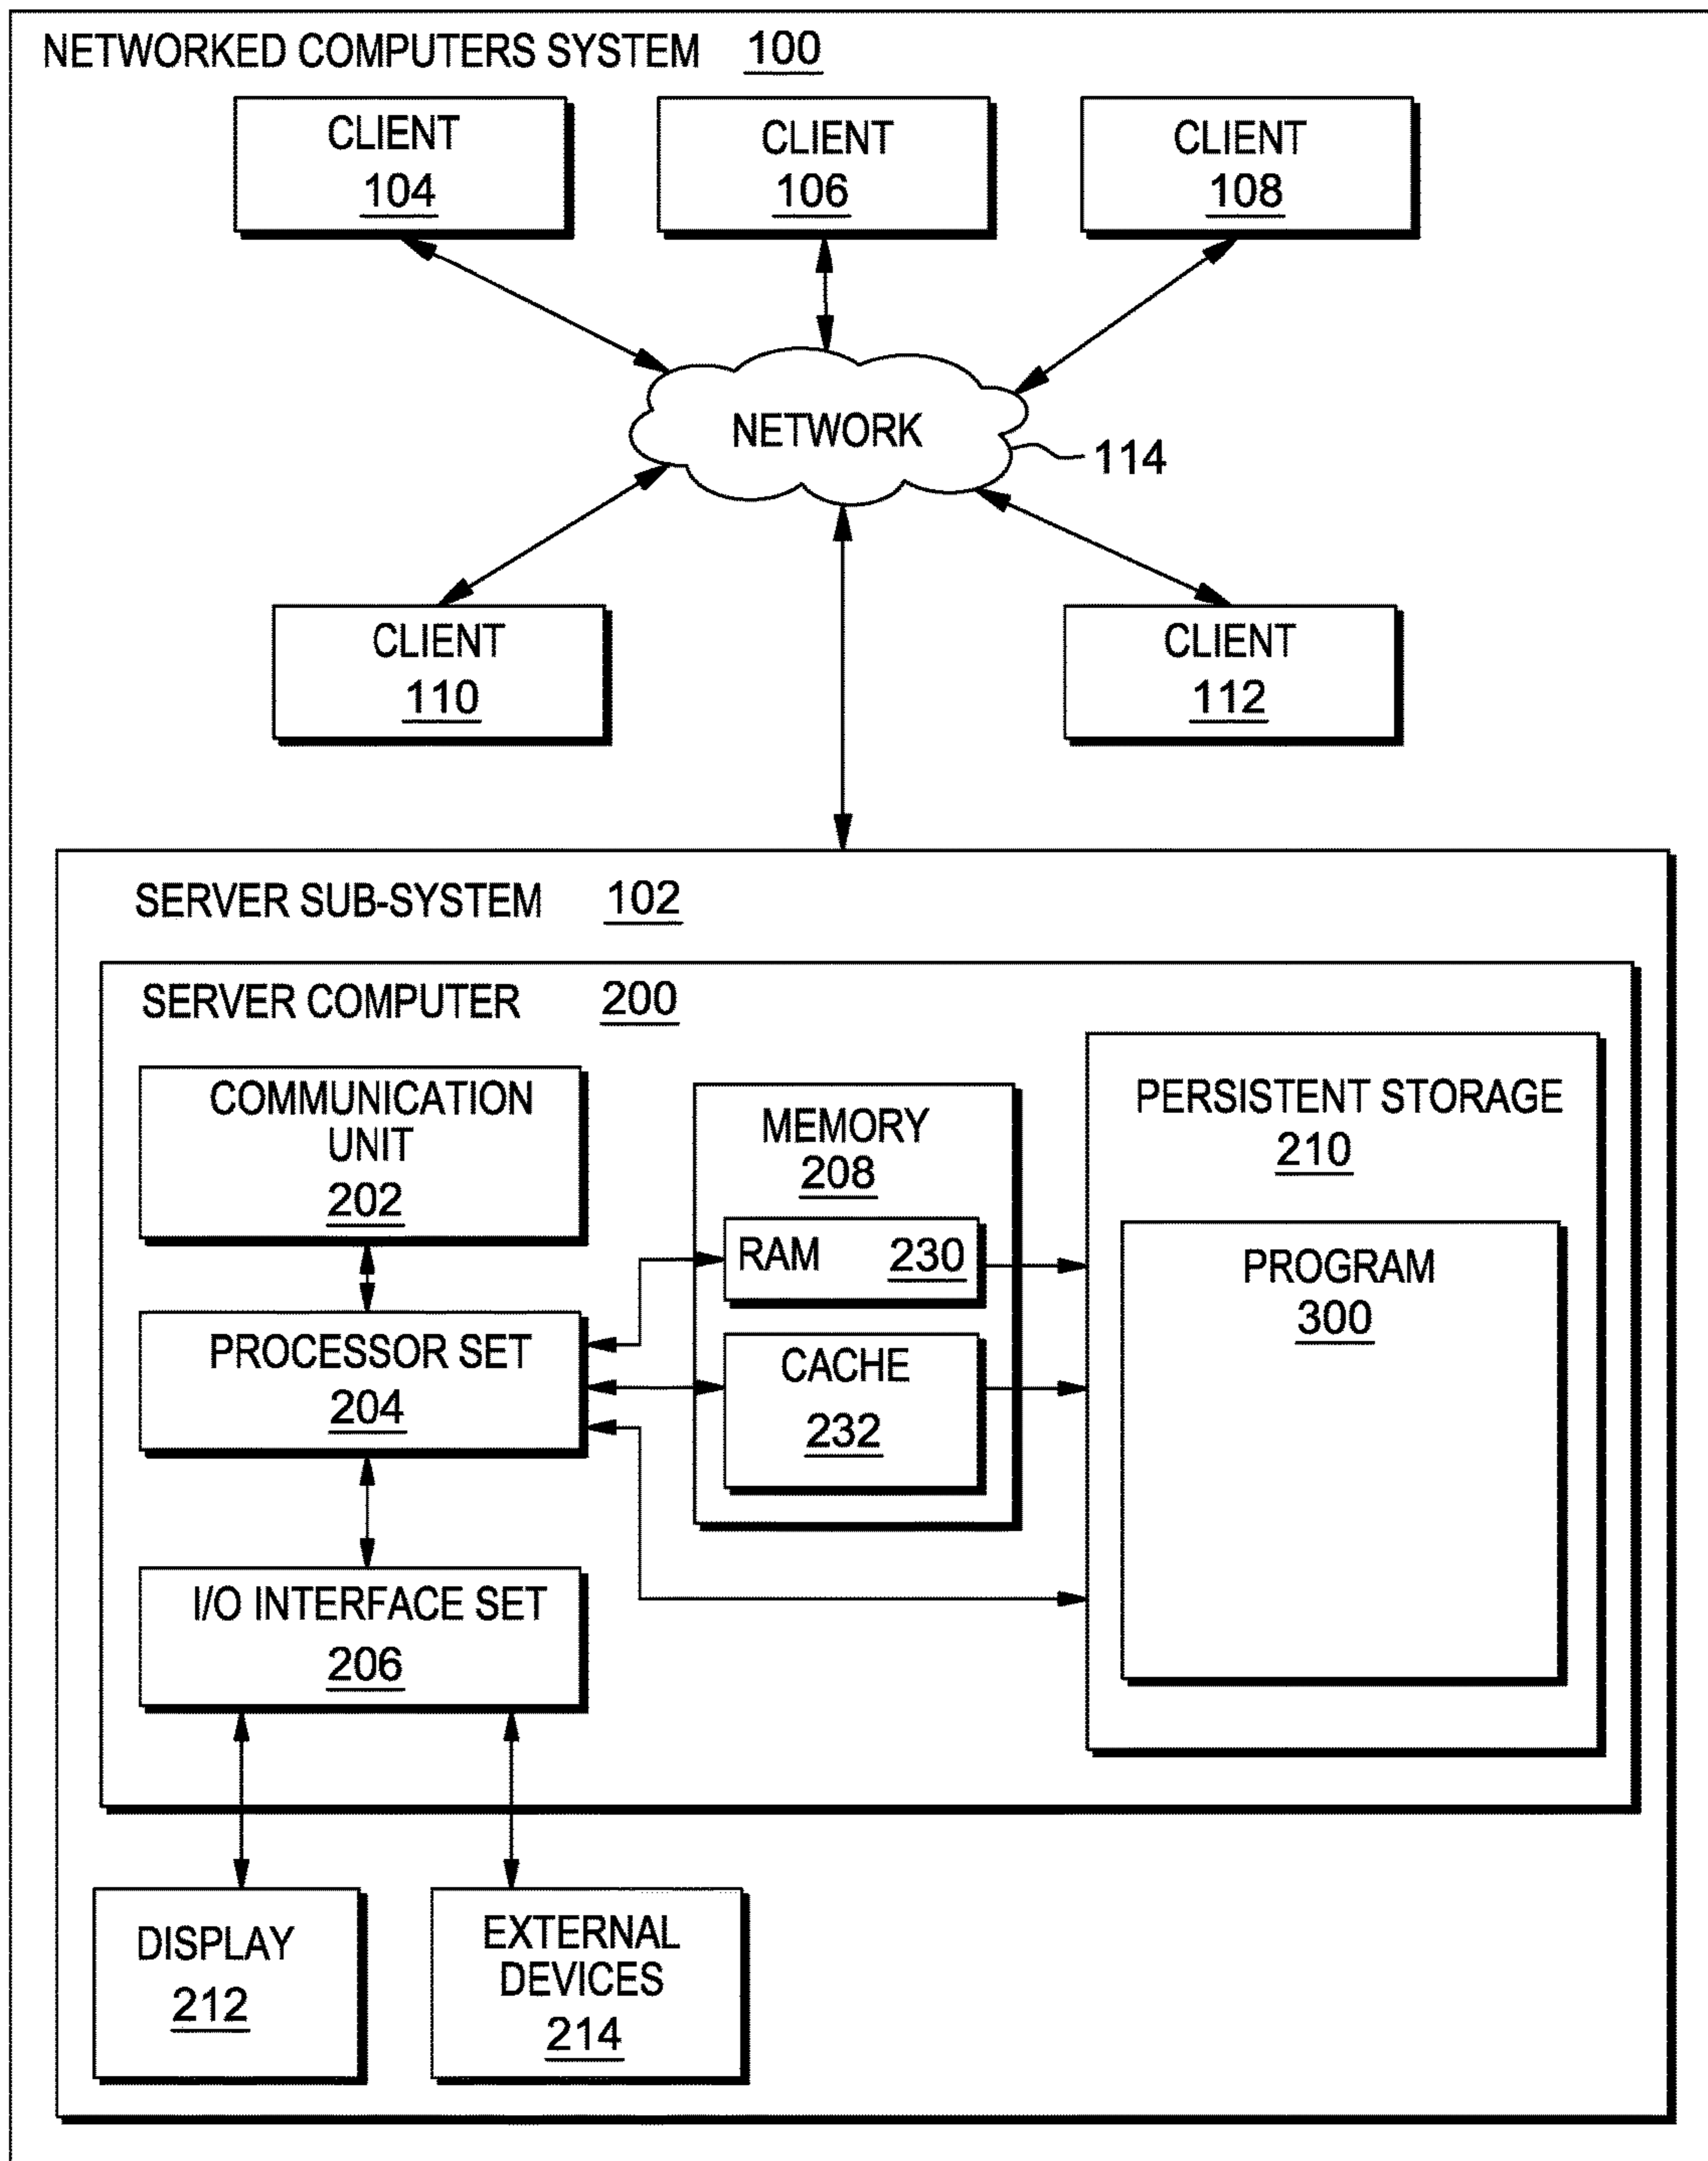 NETWORKED COMPUTERS SYSTEM 100
CLIENT
104
CLIENT
106
CLIENT
108
NETWORK
114
CLIENT
110
CLIENT
112
SERVER SUB-SYSTEM 102
SERVER COMPUTER 200
COMMUNICATION
UNIT
202
PROCESSOR SET
204
I/O INTERFACE SET
206
MEMORY
208
RAM 230
CACHE
232
PERSISTENT STORAGE
210
PROGRAM
300
DISPLAY
212
EXTERNAL
DEVICES
214